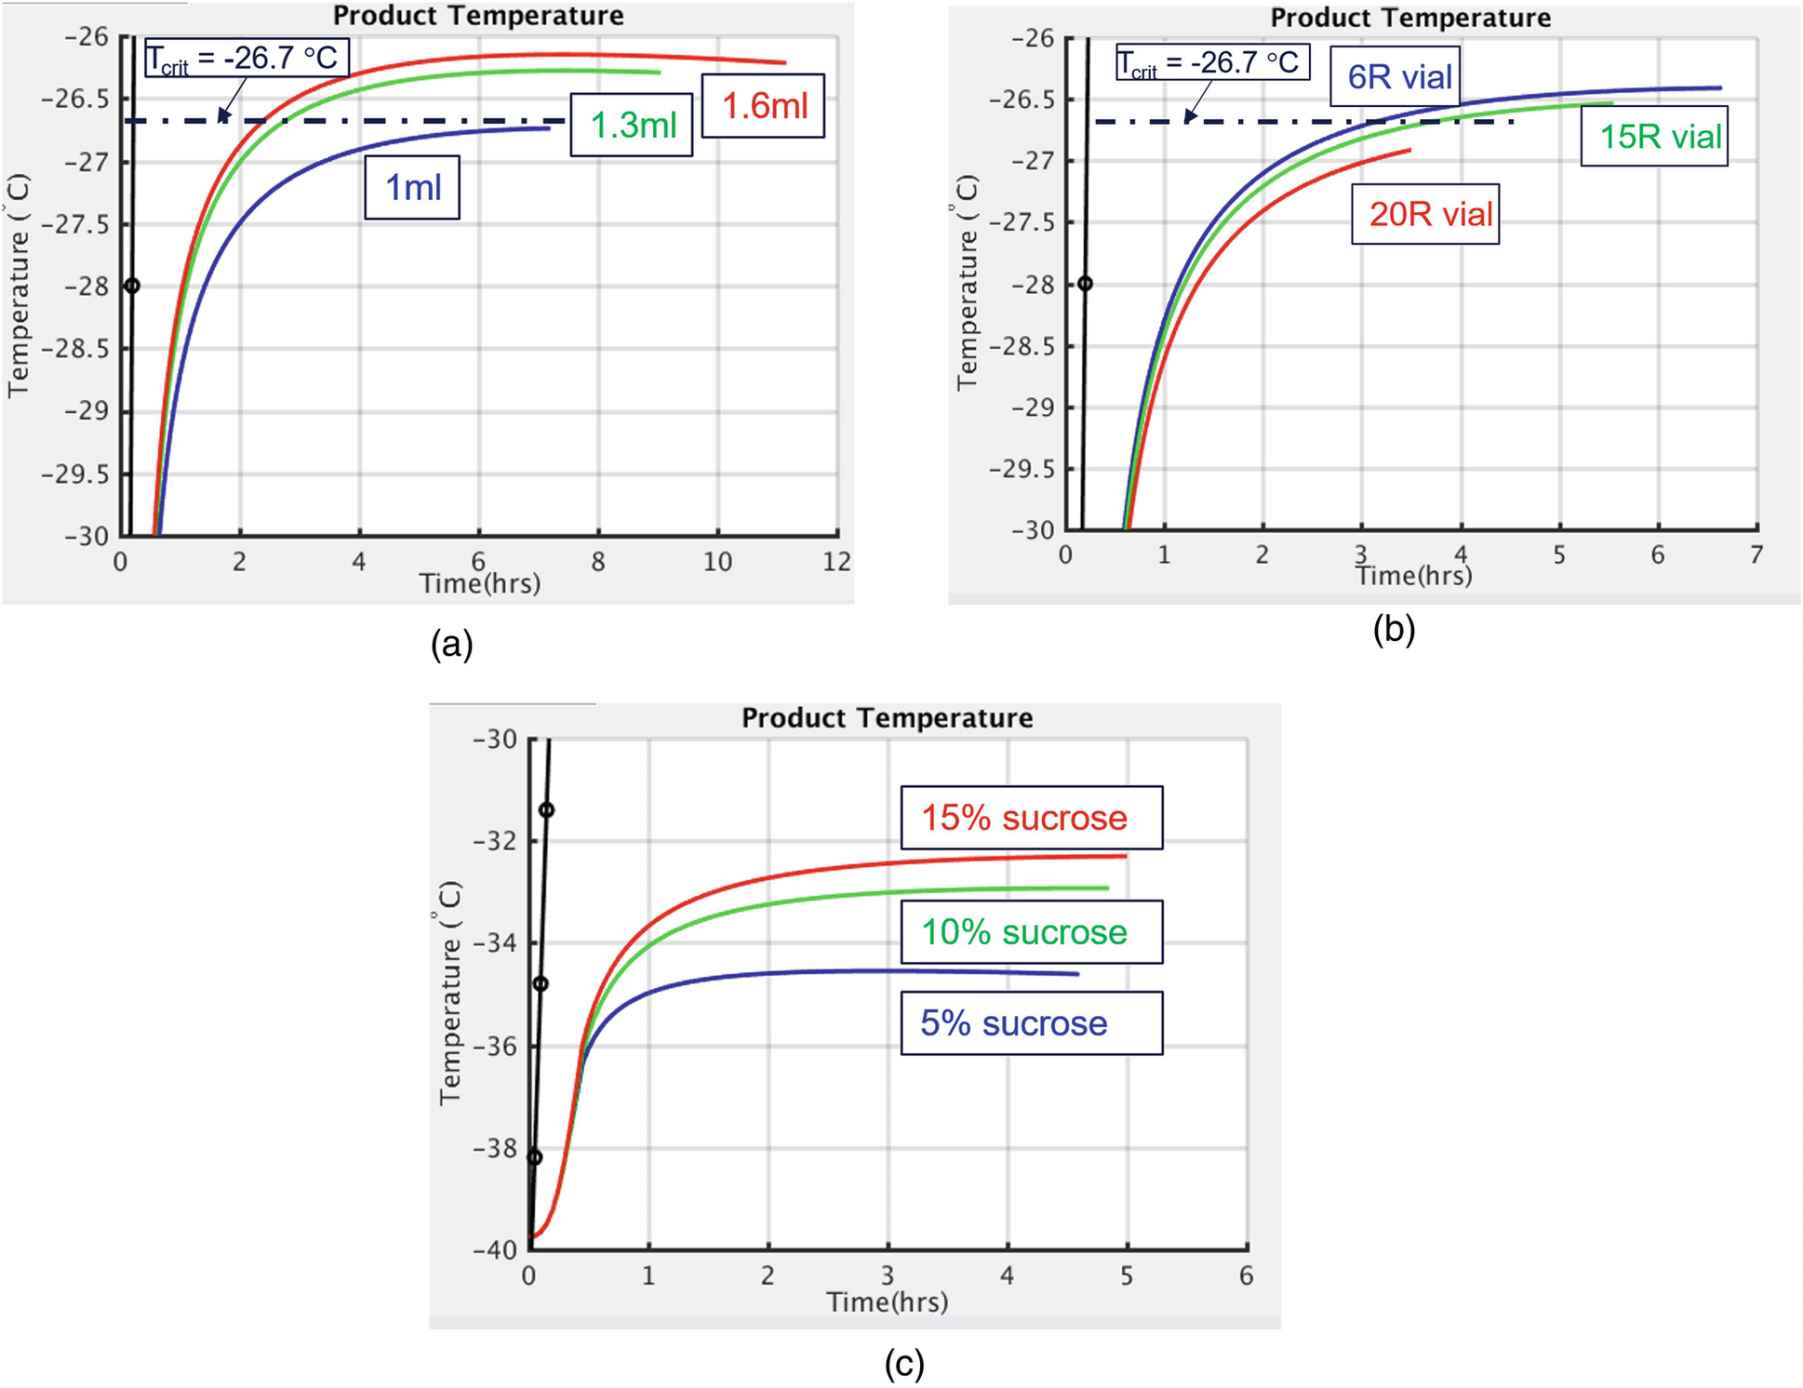 Product Temperature
Tcrit = -26.7 °C
1.6ml
1.3ml
1ml
−26
−26.5
−27
−27.5
−28
−28.5
−29
−29.5
−30
0 2 4 6 8 10 12
Temperature (°C)
Time(hrs)
(a)
Product Temperature
Tcrit = -26.7 °C
6R vial
15R vial
20R vial
−26
−26.5
−27
−27.5
−28
−28.5
−29
−29.5
−30
0 1 2 3 4 5 6 7
Temperature (°C)
Time(hrs)
(b)
Product Temperature
15% sucrose
10% sucrose
5% sucrose
−30
−32
−34
−36
−38
−40
0 1 2 3 4 5 6
Temperature (°C)
Time(hrs)
(c)